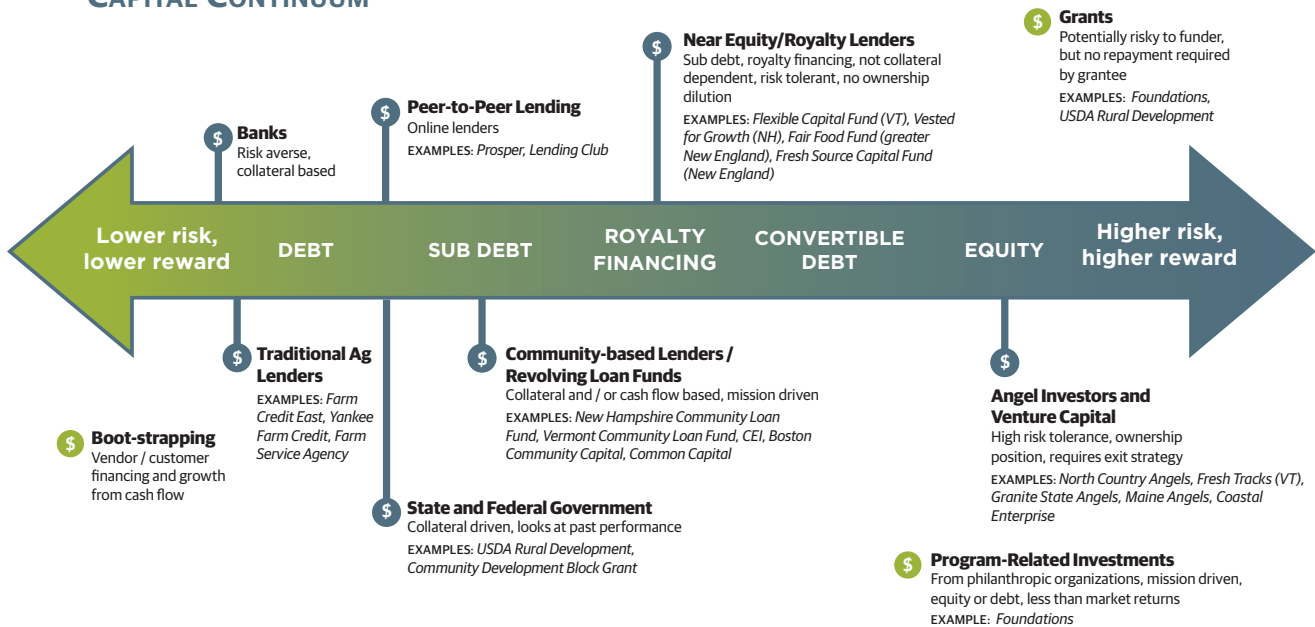 CAPITAL CONTINUUM
$ Grants
Potentially risky to funder,
but no repayment required
by grantee
EXAMPLES: Foundations,
USDA Rural Development
$ Near Equity/Royalty Lenders
Sub debt, royalty financing, not collateral
dependent, risk tolerant, no ownership
dilution
EXAMPLES: Flexible Capital Fund (VT), Vested
for Growth (NH), Fair Food Fund (greater
New England), Fresh Source Capital Fund
(New England)
$ Peer-to-Peer Lending
Online lenders
EXAMPLES: Prosper, Lending Club
$ Banks
Risk averse,
collateral based
Lower risk,
lower reward
DEBT
SUB DEBT
ROYALTY
FINANCING
CONVERTIBLE
DEBT
EQUITY
Higher risk,
higher reward
$ Traditional Ag
Lenders
EXAMPLES: Farm
Credit East, Yankee
Farm Credit, Farm
Service Agency
$ Community-based Lenders /
Revolving Loan Funds
Collateral and / or cash flow based, mission driven
EXAMPLES: New Hampshire Community Loan
Fund, Vermont Community Loan Fund, CEI, Boston
Community Capital, Common Capital
$
Angel Investors and
Venture Capital
High risk tolerance, ownership
position, requires exit strategy
EXAMPLES: North Country Angels, Fresh Tracks (VT),
Granite State Angels, Maine Angels, Coastal
Enterprise
$ Boot-strapping
Vendor / customer
financing and growth
from cash flow
$ State and Federal Government
Collateral driven, looks at past performance
EXAMPLES: USDA Rural Development,
Community Development Block Grant
$ Program-Related Investments
From philanthropic organizations, mission driven,
equity or debt, less than market returns
EXAMPLE: Foundations